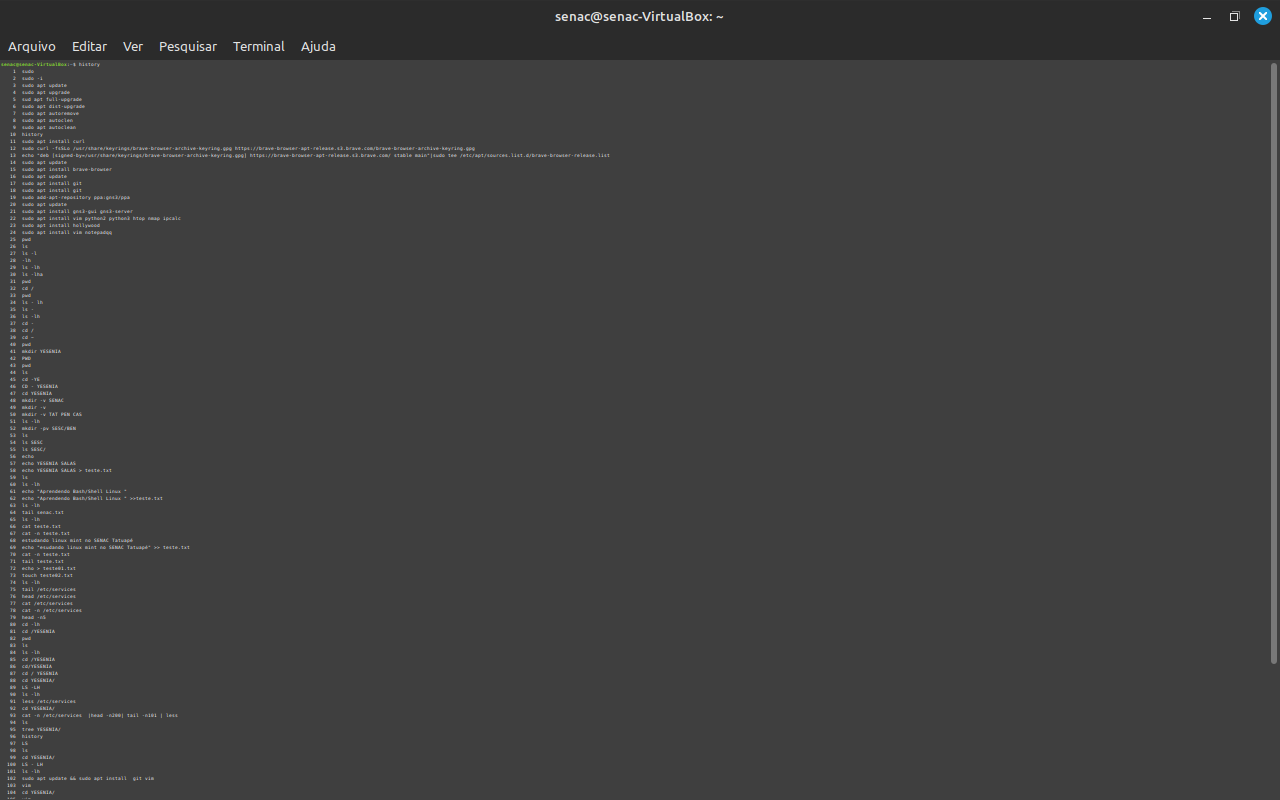 senac@senac-VirtualBox: ~
Arquivo Editar Ver Pesquisar Terminal Ajuda
senac@senac-VirtualBox:~$ history
1 sudo
2 sudo -i
3 sudo apt update
4 sudo apt upgrade
5 sud apt full-upgrade
6 sudo apt dist-upgrade
7 sudo apt autoremove
8 sudo apt autoclen
9 sudo apt autoclean
10 history
11 sudo apt install curl
12 sudo curl -fsSLo /usr/share/keyrings/brave-browser-archive-keyring.gpg https://brave-browser-apt-release.s3.brave.com/brave-browser-archive-keyring.gpg
13 echo "deb [signed-by=/usr/share/keyrings/brave-browser-archive-keyring.gpg] https://brave-browser-apt-release.s3.brave.com/ stable main"|sudo tee /etc/apt/sources.list.d/brave-browser-release.list
14 sudo apt update
15 sudo apt install brave-browser
16 sudo apt update
17 sudo apt install git
18 sudo apt install git
19 sudo add-apt-repository ppa:gns3/ppa
20 sudo apt update
21 sudo apt install gns3-gui gns3-server
22 sudo apt install vim python2 python3 htop nmap ipcalc
23 sudo apt install hollywood
24 sudo apt install vim notepadqq
25 pwd
26 ls
27 ls -l
28 -lh
29 ls -lh
30 ls -lha
31 pwd
32 cd /
33 pwd
34 ls - lh
35 ls -
36 ls -lh
37 cd -
38 cd /
39 cd ~
40 pwd
41 mkdir YESENIA
42 PWD
43 pwd
44 ls
45 cd -YE
46 CD - YESENIA
47 cd YESENIA
48 mkdir -v SENAC
49 mkdir -v
50 mkdir -v TAT PEN CAS
51 ls -lh
52 mkdir -pv SESC/BEN
53 ls
54 ls SESC
55 ls SESC/
56 echo
57 echo YESENIA SALAS
58 echo YESENIA SALAS > teste.txt
59 ls
60 ls -lh
61 echo "Aprendendo Bash/Shell Linux "
62 echo "Aprendendo Bash/Shell Linux " >>teste.txt
63 ls -lh
64 tail senac.txt
65 ls -lh
66 cat teste.txt
67 cat -n teste.txt
68 estudando linux mint no SENAC Tatuapé
69 echo "esudando linux mint no SENAC Tatuapé" >> teste.txt
70 cat -n teste.txt
71 tail teste.txt
72 echo > teste01.txt
73 touch teste02.txt
74 ls -lh
75 tail /etc/services
76 head /etc/services
77 cat /etc/services
78 cat -n /etc/services
79 head -n5
80 cd -lh
81 cd /YESENIA
82 pwd
83 ls
84 ls -lh
85 cd /YESENIA
86 cd/YESENIA
87 cd / YESENIA
88 cd YESENIA/
89 LS -LH
90 ls -lh
91 less /etc/services
92 cd YESENIA/
93 cat -n /etc/services |head -n200| tail -n101 | less
94 ls
95 tree YESENIA/
96 history
97 LS
98 ls
99 cd YESENIA/
100 LS - LH
101 ls -lh
102 sudo apt update && sudo apt install git vim
103 vim
104 cd YESENIA/